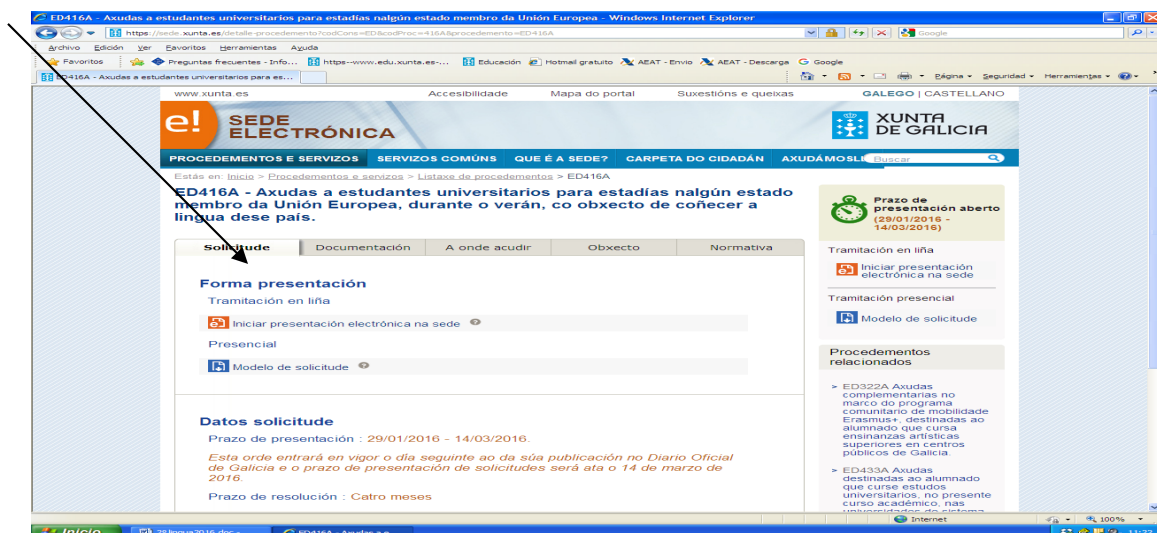 ED416A - Axudas a estudantes universitarios para estadías nalgún estado membro da Unión Europea - Windows Internet Explorer
https://sede.xunta.es/detalle-procedemento?codCons=ED&codProc=416A&procedemento=ED416A
Google
Archivo Edición Ver Favoritos Herramientas Ayuda
Favoritos Preguntas frecuentes - Info... httpswww.edu.xunta.es-... Educación Hotmail gratuito AEAT - Envio AEAT - Descarga Google
ED416A - Axudas a estudantes universitarios para es...
Página Seguridad Herramientas
www.xunta.es Accesibilidade Mapa do portal Suxestións e queixas GALEGO | CASTELLANO
e! SEDE ELECTRÓNICA
XUNTA DE GALICIA
PROCEDEMENTOS E SERVIZOS SERVIZOS COMÚNS QUE É A SEDE? CARPETA DO CIDADÁN AXUDÁMOSL Buscar
Estás en: Inicio > Procedementos e servizos > Listaxe de procedementos > ED416A
ED416A - Axudas a estudantes universitarios para estadías nalgún estado
membro da Unión Europea, durante o verán, co obxecto de coñecer a
lingua dese país.
Solicitude Documentación A onde acudir Obxecto Normativa
Forma presentación
Tramitación en liña
Iniciar presentación electrónica na sede
Presencial
Modelo de solicitude
Datos solicitude
Prazo de presentación : 29/01/2016 - 14/03/2016.
Esta orde entrará en vigor o día seguinte ao da súa publicación no Diario Oficial
de Galicia e o prazo de presentación de solicitudes será ata o 14 de marzo de
2016.
Prazo de resolución : Catro meses
Prazo de
presentación aberto
(29/01/2016 -
14/03/2016)
Tramitación en liña
Iniciar presentación
electrónica na sede
Tramitación presencial
Modelo de solicitude
Procedementos
relacionados
> ED322A Axudas
complementarias no
marco do programa
comunitario de mobilidade
Erasmus+, destinadas ao
alumnado que cursa
ensinanzas artísticas
superiores en centros
públicos de Galicia.
> ED433A Axudas
destinadas ao alumnado
que curse estudos
universitarios, no presente
curso académico, nas
universidades do sistema
Internet 100%
Inicio